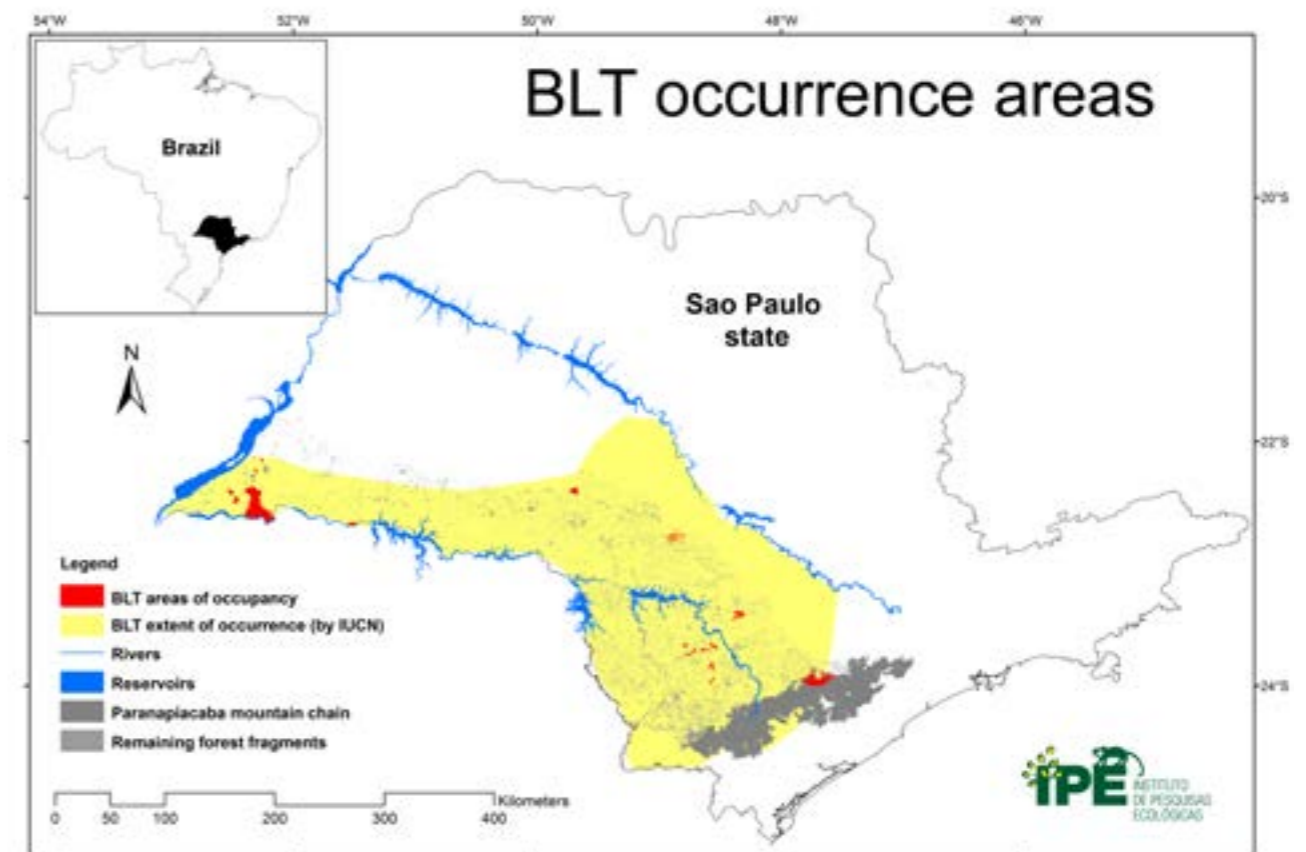 54°W 52°W 50°W 48°W 46°W
BLT occurrence areas
Brazil
20°S
Sao Paulo
state
N
22°S
Legend
BLT areas of occupancy
BLT extent of occurrence (by IUCN)
Rivers
Reservoirs
24°S
Paranapiacaba mountain chain
Remaining forest fragments
Kilometers
0 50 100 200 300 400
IPÊ
INSTITUTO
DE PESQUISAS
ECOLÓGICAS